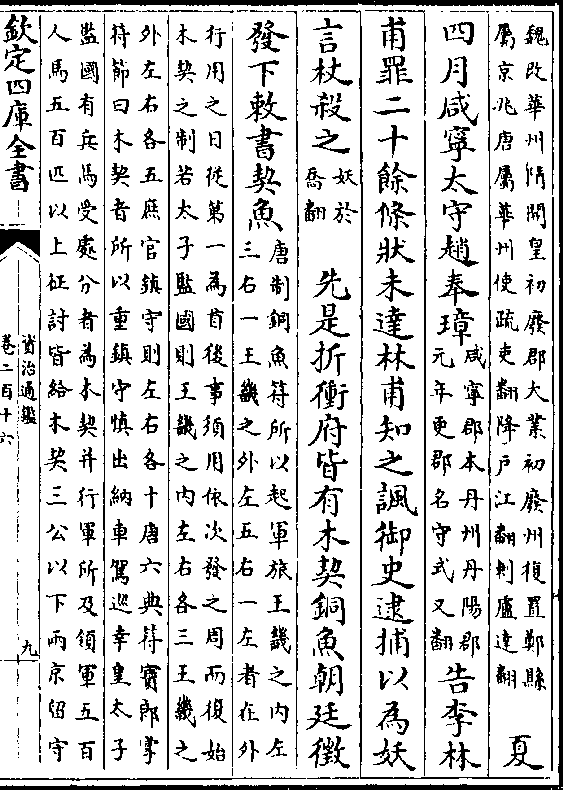 魏改華州隋開皇初廢郡大業初廢州復置鄭縣
屬京兆唐屬華州使疏吏翻降戶江翻刺盧達翻
夏
四月咸寧太守趙奉璋
咸寧郡本丹州丹陽郡
元年更郡名守式又翻
告李林
甫罪二十餘條狀未達林甫知之諷御史逮捕以為妖
言杖殺之
妖於
喬翻
先是折衝府皆有木契銅魚朝廷徵
發下敕書契魚
唐制銅魚符所以起軍旅王畿之內左
三右一王畿之外左五右一左者在外
行用之日從第一為首後事須用依次發之周而復始
木契之制若太子監國則王畿之內左右各三王畿之
外左右各五庶官鎮守則左右各十唐六典符寶郎掌
符節曰木契者所以重鎮守慎出納車駕巡幸皇太子
監國有兵馬受處分者為木契并行軍所及領軍五百
人馬五百匹以上征討皆給木契三公以下兩京留守
欽定四庫全書
資治通鑑
卷二百十六
九